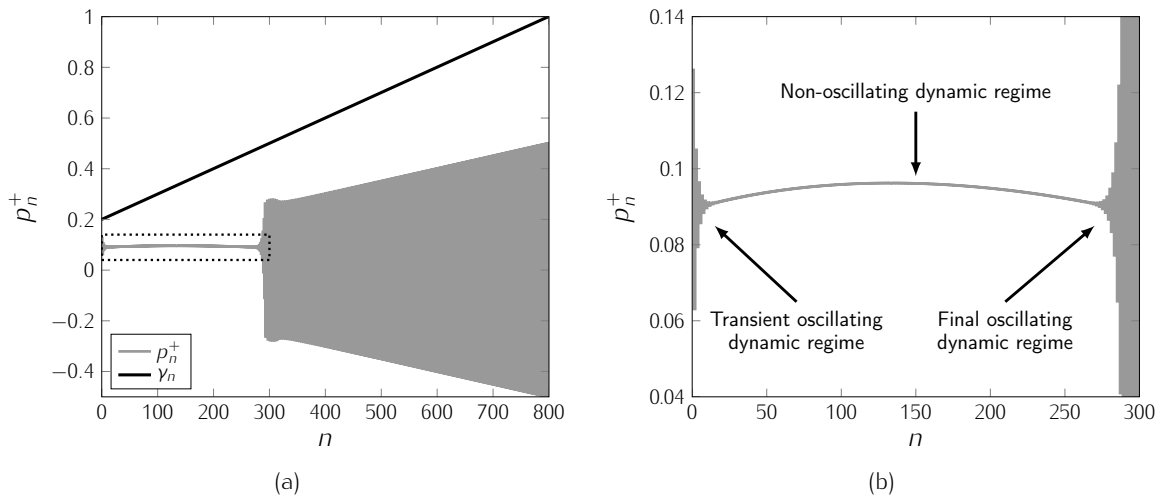 1
0.8
0.6
0.4
0.2
0
−0.2
−0.4
p_n^+
0 100 200 300 400 500 600 700 800
n
p_n^+
γ_n
(a)
0.14
0.12
0.1
0.08
0.06
0.04
p_n^+
Non-oscillating dynamic regime
Transient oscillating
dynamic regime
Final oscillating
dynamic regime
0 50 100 150 200 250 300
n
(b)